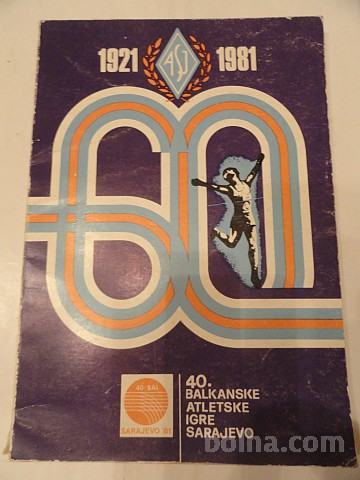 1921 ASJ 1981
60
40. BAI
SARAJEVO '81
40.
BALKANSKE
ATLETSKE
IGRE
SARAJEVO
bolha.com